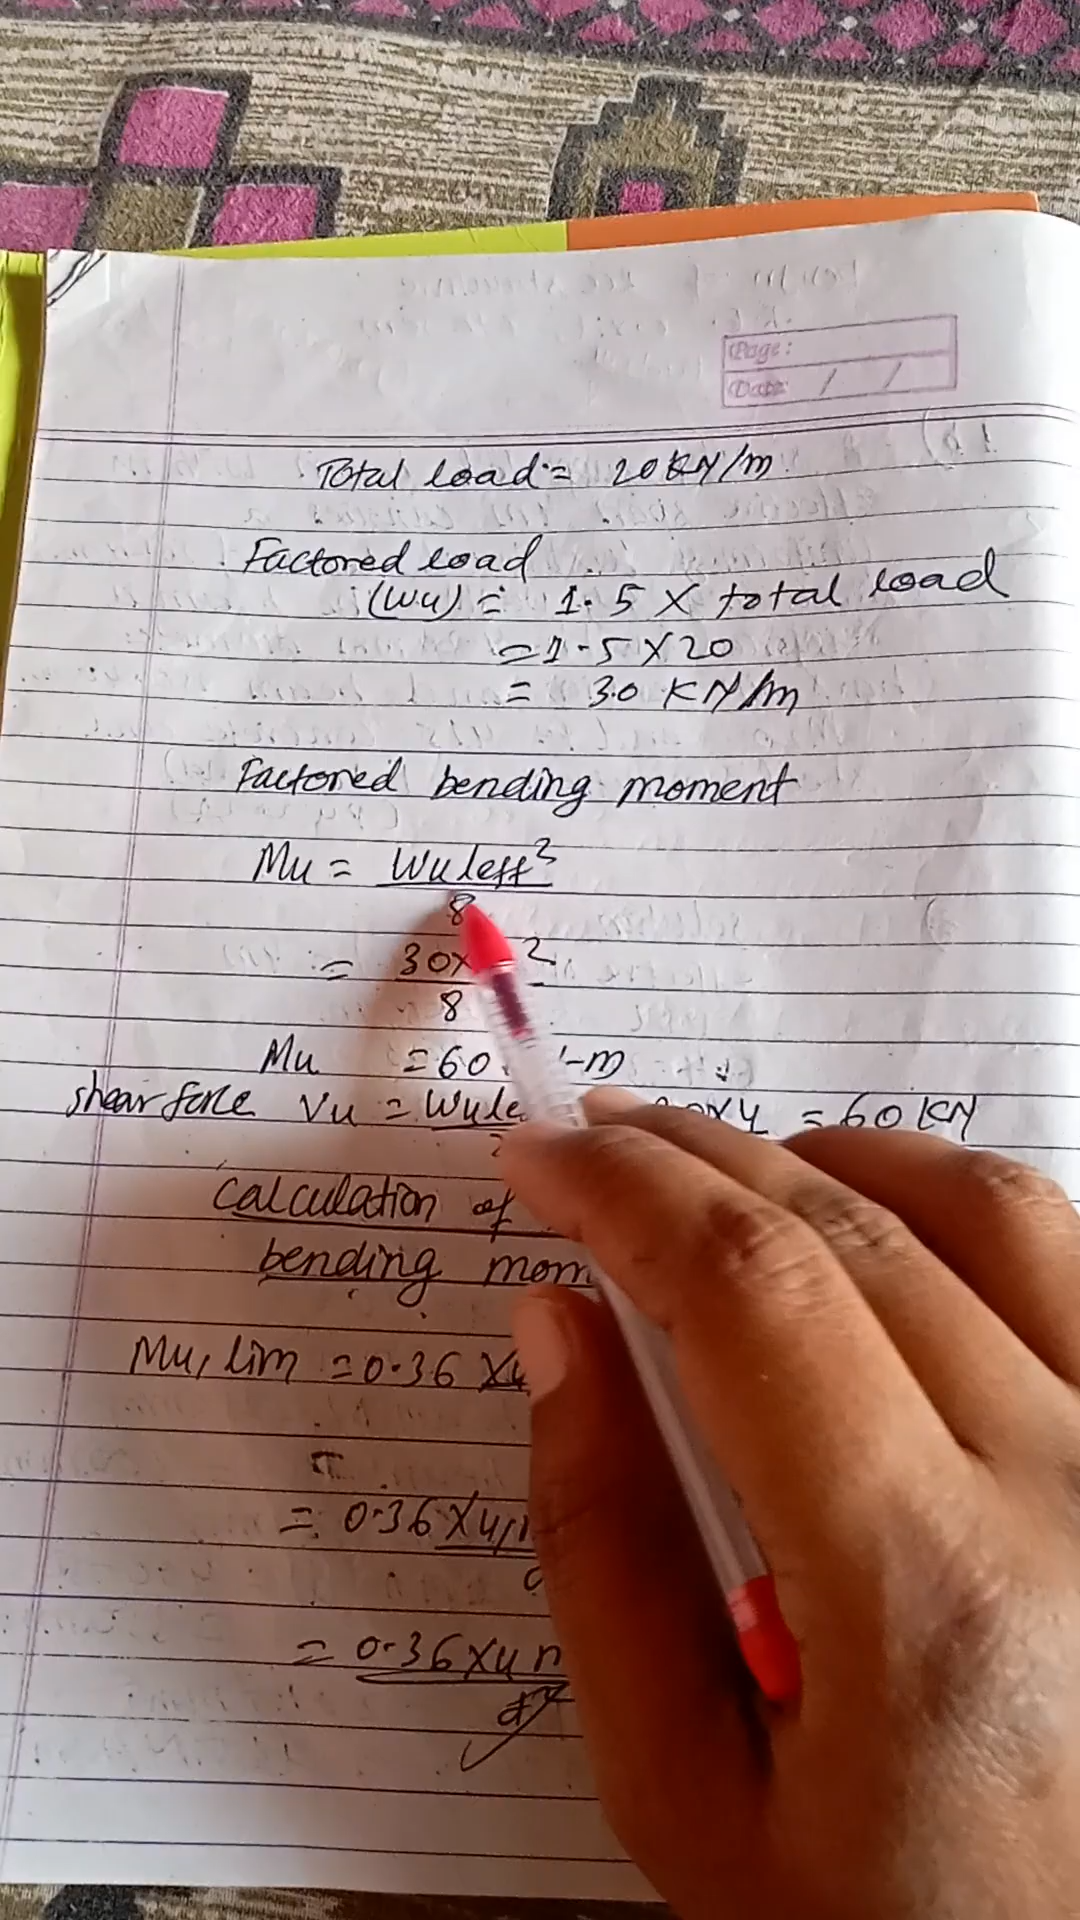 Page:
Date: / /
Total load = 20 KN/m
Factored load
(Wu) = 1.5 X total load
= 1.5 X 20
= 30 KN/m
Factored bending moment
Mu = Wuleff²
8
= 30x 2
8
Mu = 60 -m
shear force Vu = Wule 0x4 = 60 KN
Calculation of
bending mom
Mu, lim = 0.36 Xu
= 0.36 Xu,
= 0.36 Xu